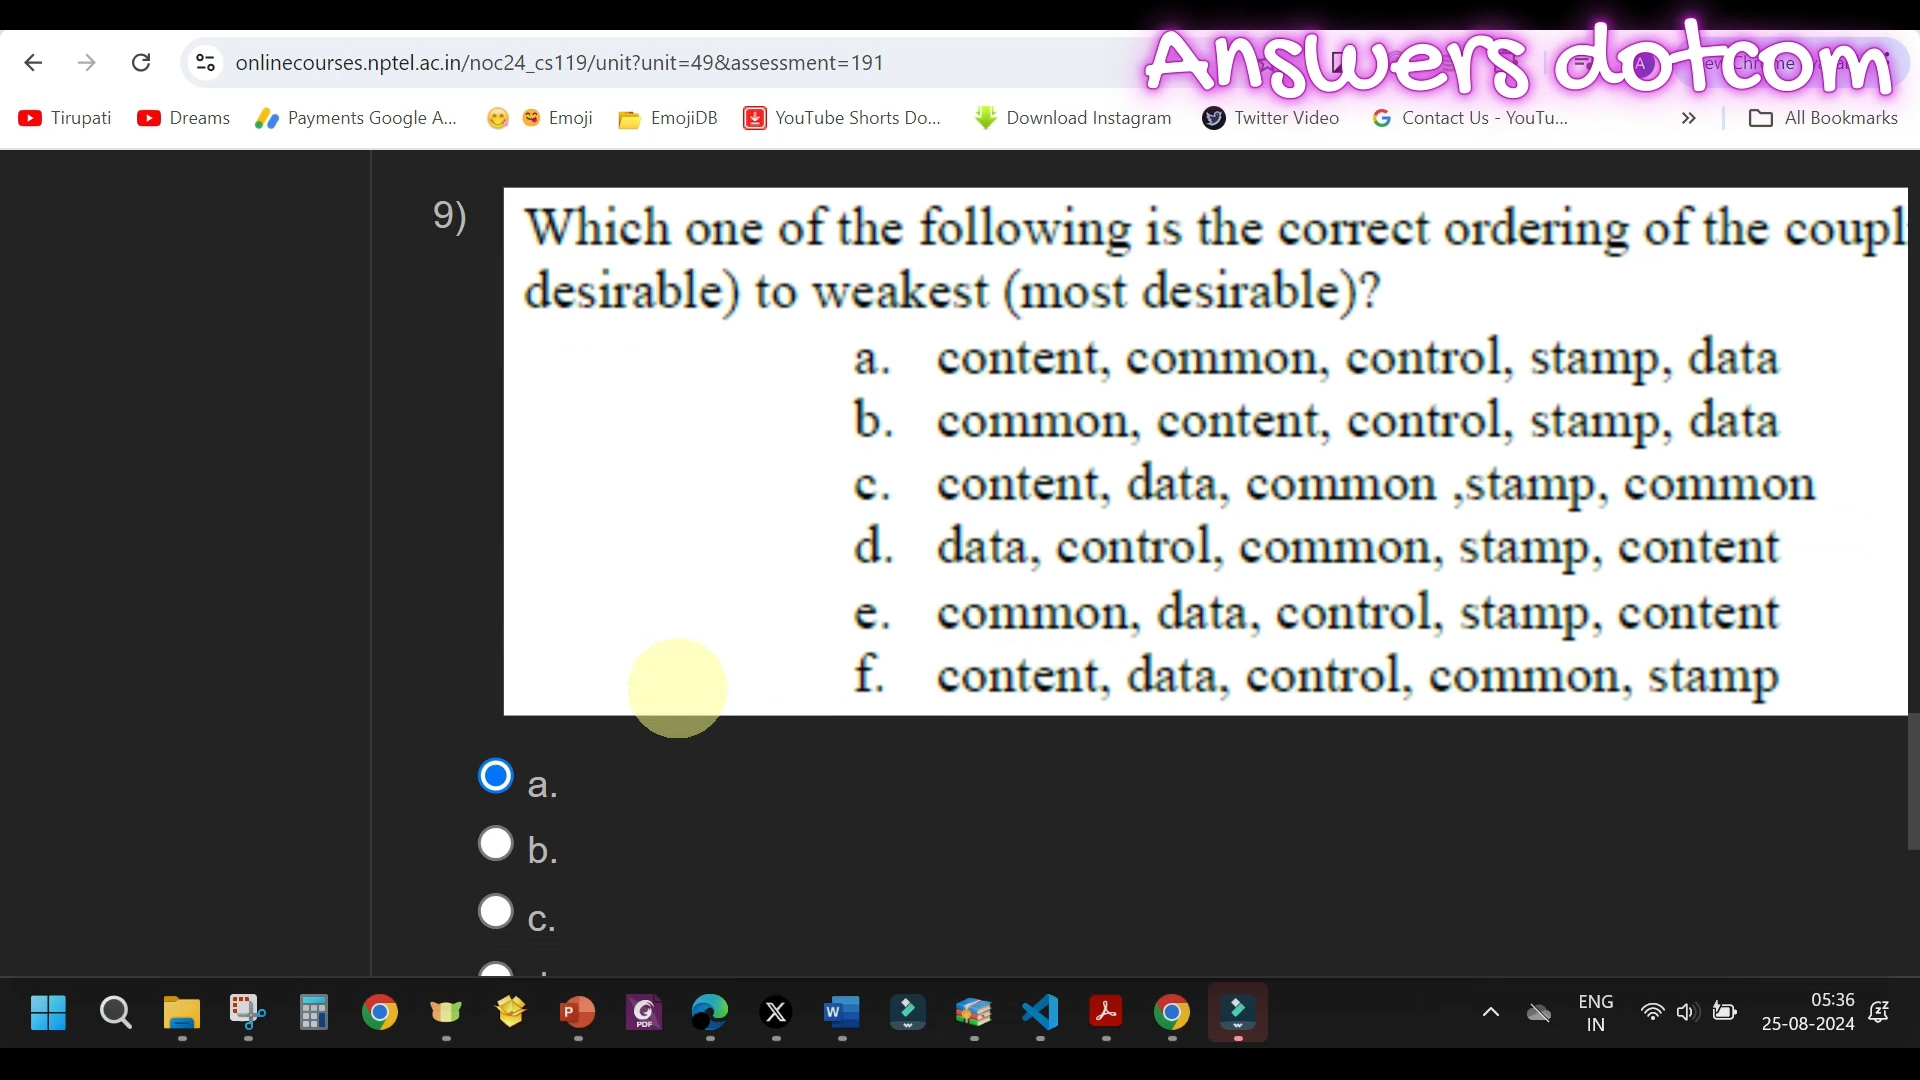 Answers dotcom
onlinecourses.nptel.ac.in/noc24_cs119/unit?unit=49&assessment=191
Tirupati
Dreams
Payments Google A...
Emoji
EmojiDB
YouTube Shorts Do...
Download Instagram
Twitter Video
Contact Us - YouTu...
»
All Bookmarks
9)
Which one of the following is the correct ordering of the coupl
desirable) to weakest (most desirable)?
a. content, common, control, stamp, data
b. common, content, control, stamp, data
c. content, data, common ,stamp, common
d. data, control, common, stamp, content
e. common, data, control, stamp, content
f. content, data, control, common, stamp
a.
b.
c.
ENG
IN
05:36
25-08-2024